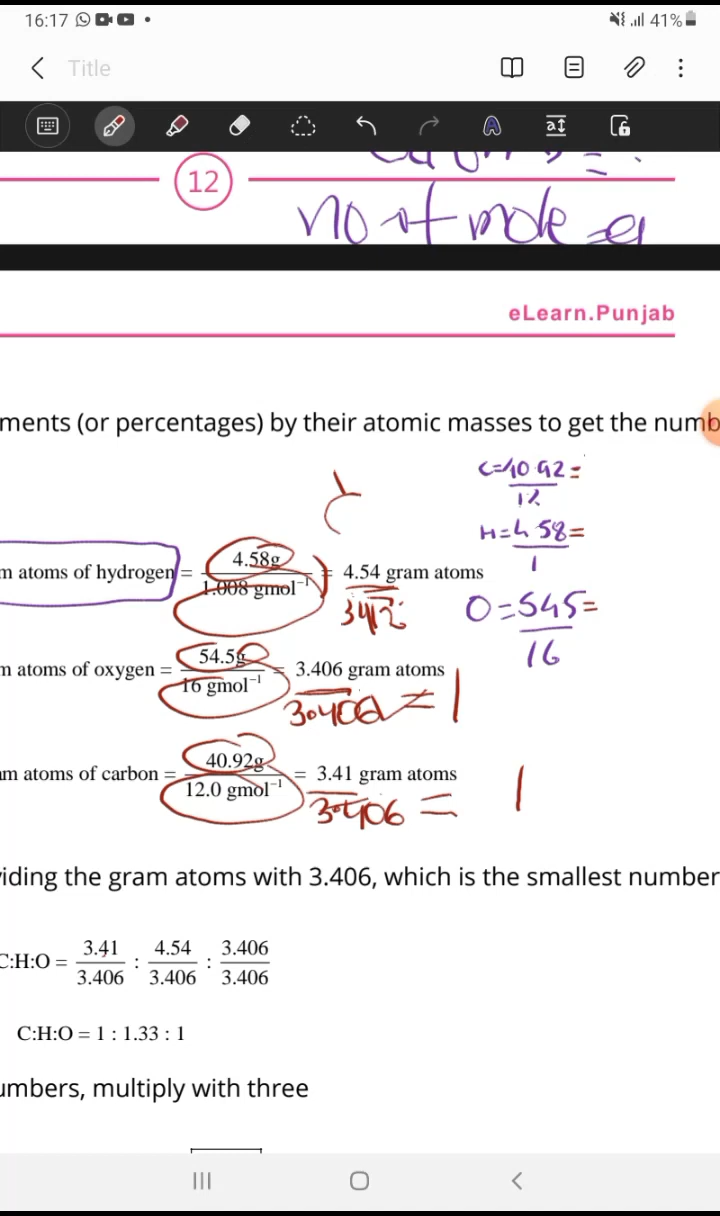 16:17 41%
Title
12
no of mole =
eLearn.Punjab
ments (or percentages) by their atomic masses to get the numb
C=40.92=
12
H=4.58=
1
O=545=
16
m atoms of hydrogen = 4.58g / 1.008 gmol⁻¹ = 4.54 gram atoms
m atoms of oxygen = 54.5g / 16 gmol⁻¹ = 3.406 gram atoms
= 1
am atoms of carbon = 40.92g / 12.0 gmol⁻¹ = 3.41 gram atoms
3.406 = 1
viding the gram atoms with 3.406, which is the smallest number
C:H:O = 3.41/3.406 : 4.54/3.406 : 3.406/3.406
C:H:O = 1 : 1.33 : 1
umbers, multiply with three